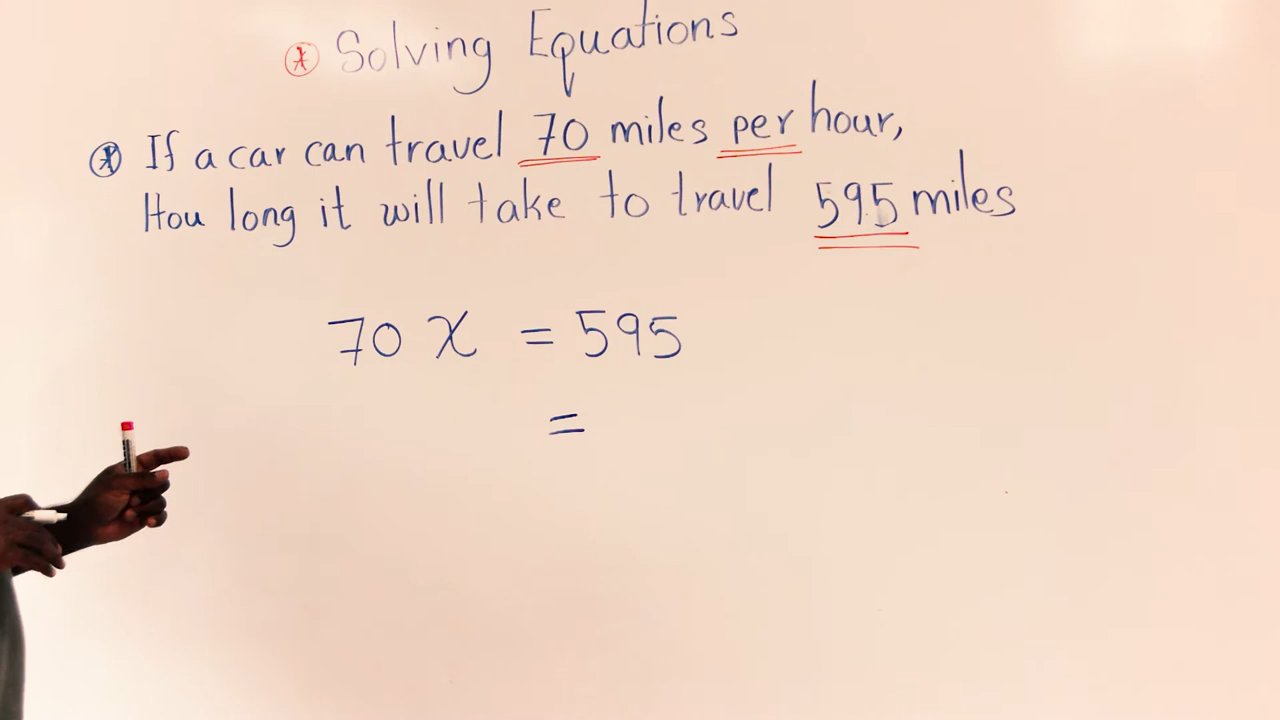 Solving Equations
If a car can travel 70 miles per hour,
How long it will take to travel 595 miles
70 x = 595
=